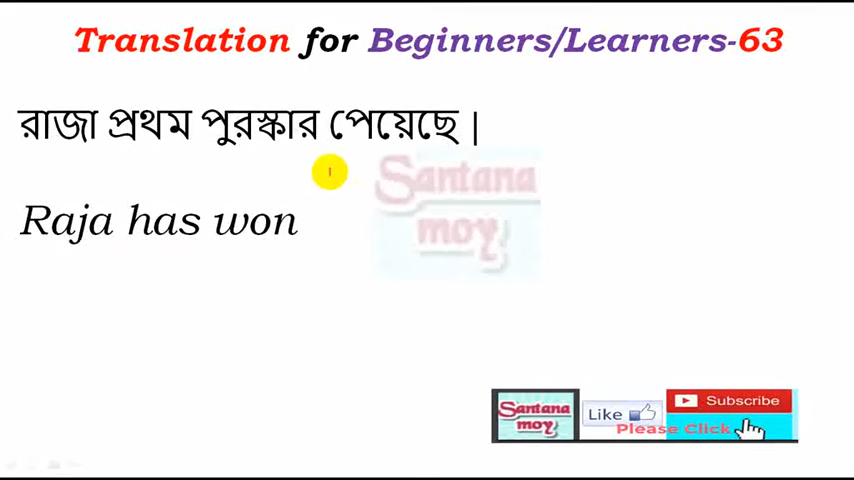 Translation for Beginners/Learners-63
রাজা প্রথম পুরস্কার পেয়েছে |
Santana
moy
Raja has won
Santana
moy
Like
Subscribe
Please Click